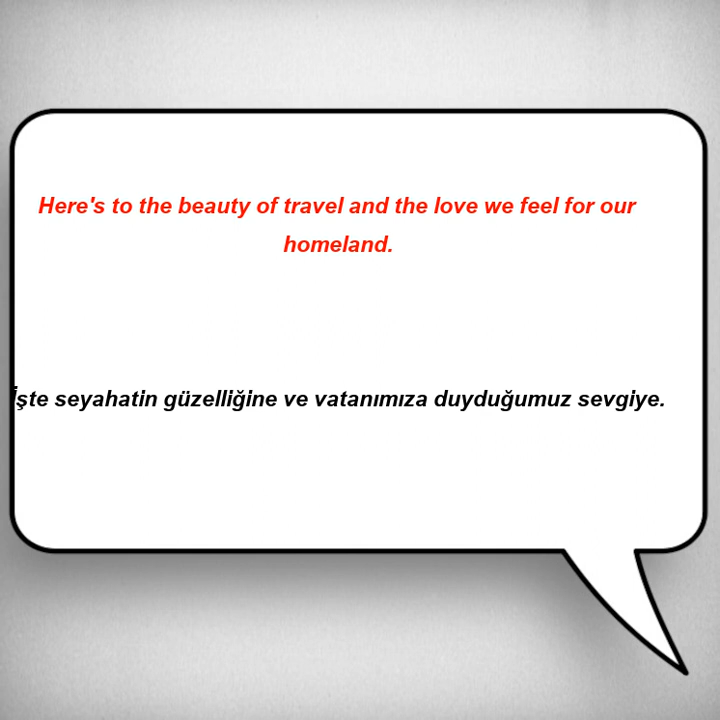 Here's to the beauty of travel and the love we feel for our
homeland.
İşte seyahatin güzelliğine ve vatanımıza duyduğumuz sevgiye.